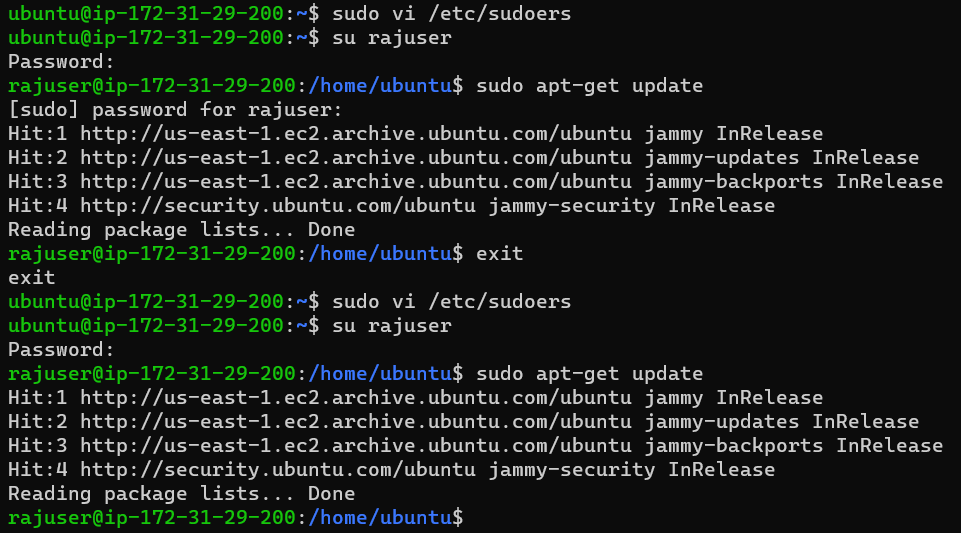 ubuntu@ip-172-31-29-200:~$ sudo vi /etc/sudoers
ubuntu@ip-172-31-29-200:~$ su rajuser
Password:
rajuser@ip-172-31-29-200:/home/ubuntu$ sudo apt-get update
[sudo] password for rajuser:
Hit:1 http://us-east-1.ec2.archive.ubuntu.com/ubuntu jammy InRelease
Hit:2 http://us-east-1.ec2.archive.ubuntu.com/ubuntu jammy-updates InRelease
Hit:3 http://us-east-1.ec2.archive.ubuntu.com/ubuntu jammy-backports InRelease
Hit:4 http://security.ubuntu.com/ubuntu jammy-security InRelease
Reading package lists... Done
rajuser@ip-172-31-29-200:/home/ubuntu$ exit
exit
ubuntu@ip-172-31-29-200:~$ sudo vi /etc/sudoers
ubuntu@ip-172-31-29-200:~$ su rajuser
Password:
rajuser@ip-172-31-29-200:/home/ubuntu$ sudo apt-get update
Hit:1 http://us-east-1.ec2.archive.ubuntu.com/ubuntu jammy InRelease
Hit:2 http://us-east-1.ec2.archive.ubuntu.com/ubuntu jammy-updates InRelease
Hit:3 http://us-east-1.ec2.archive.ubuntu.com/ubuntu jammy-backports InRelease
Hit:4 http://security.ubuntu.com/ubuntu jammy-security InRelease
Reading package lists... Done
rajuser@ip-172-31-29-200:/home/ubuntu$